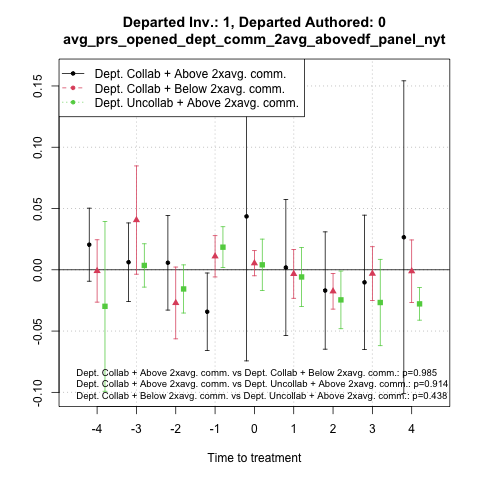 Departed Inv.: 1, Departed Authored: 0
avg_prs_opened_dept_comm_2avg_abovedf_panel_nyt
Dept. Collab + Above 2xavg. comm.
Dept. Collab + Below 2xavg. comm.
Dept. Uncollab + Above 2xavg. comm.
0.15
0.10
0.05
0.00
-0.05
-0.10
Dept. Collab + Above 2xavg. comm. vs Dept. Collab + Below 2xavg. comm.: p=0.985
Dept. Collab + Above 2xavg. comm. vs Dept. Uncollab + Above 2xavg. comm.: p=0.914
Dept. Collab + Below 2xavg. comm. vs Dept. Uncollab + Above 2xavg. comm.: p=0.438
-4 -3 -2 -1 0 1 2 3 4
Time to treatment